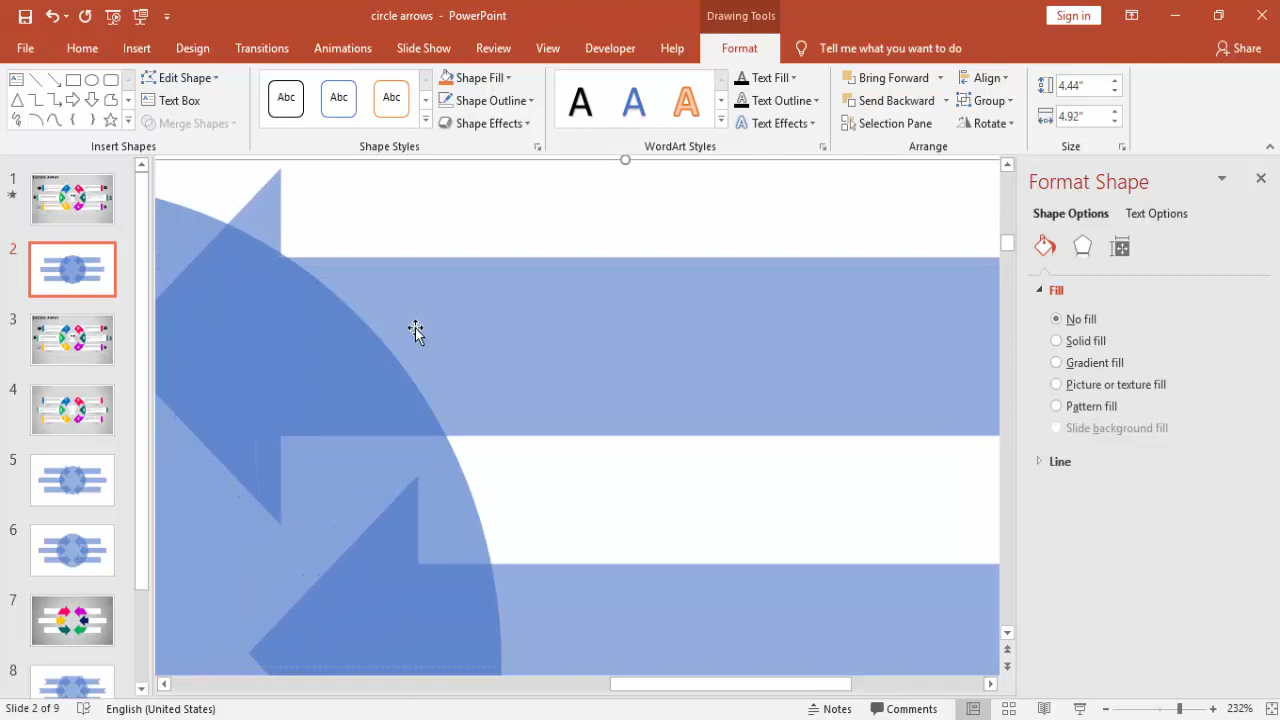 circle arrows - PowerPoint
Drawing Tools
Sign in
File Home Insert Design Transitions Animations Slide Show Review View Developer Help Format Tell me what you want to do Share
Edit Shape
Text Box
Merge Shapes
Insert Shapes
Abc Abc Abc
Shape Fill
Shape Outline
Shape Effects
Shape Styles
A A A
Text Fill
Text Outline
Text Effects
WordArt Styles
Bring Forward
Send Backward
Selection Pane
Align
Group
Rotate
Arrange
4.44"
4.92"
Size
1
2
3
4
5
6
7
8
Format Shape
Shape Options Text Options
Fill
No fill
Solid fill
Gradient fill
Picture or texture fill
Pattern fill
Slide background fill
Line
Slide 2 of 9 English (United States) Notes Comments 232%